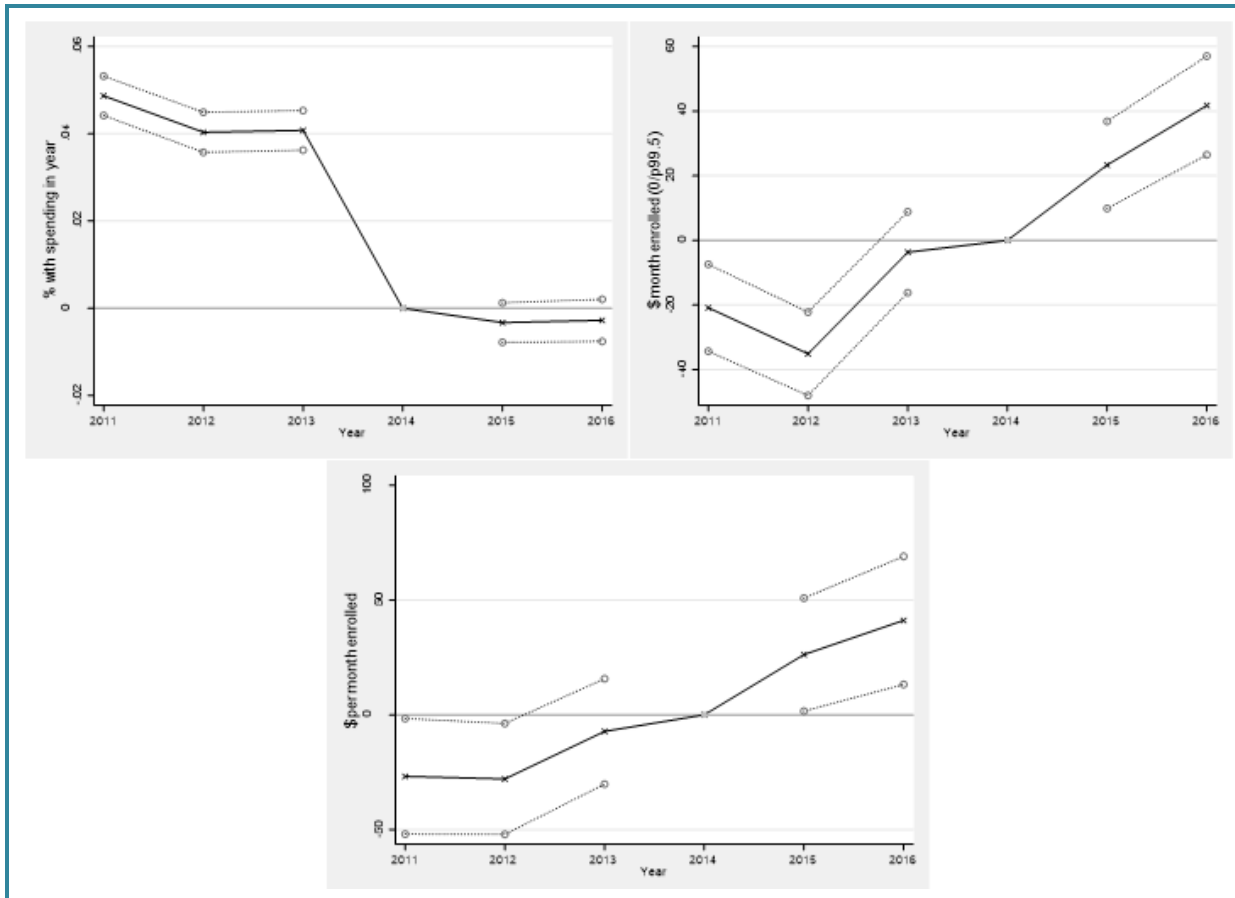 % with spending in year
.06
.04
.02
0
-.02
2011 2012 2013 2014 2015 2016
Year
$ month enrolled (0/p99.5)
60
40
20
0
-20
-40
2011 2012 2013 2014 2015 2016
Year
$ per month enrolled
100
50
0
-50
2011 2012 2013 2014 2015 2016
Year